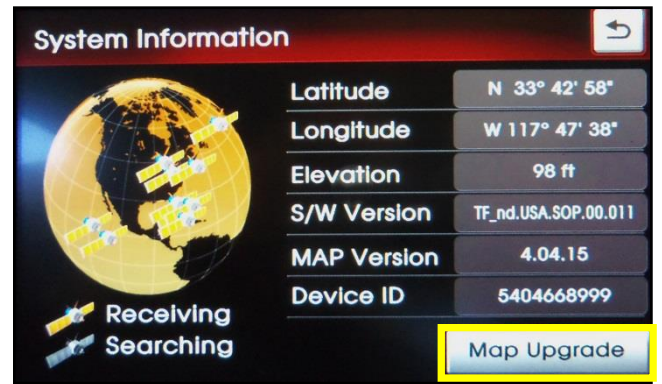 System Information
Latitude N 33° 42' 58"
Longitude W 117° 47' 38"
Elevation 98 ft
S/W Version TF_nd.USA.SOP.00.011
MAP Version 4.04.15
Device ID 5404668999
Receiving
Searching
Map Upgrade